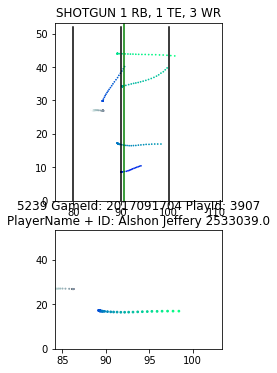 SHOTGUN 1 RB, 1 TE, 3 WR
50
40
30
20
10
0
80 90 100 110
5239 GameId: 2017091704 PlayId: 3907
PlayerName + ID: Alshon Jeffery 2533039.0
40
20
0
85 90 95 100